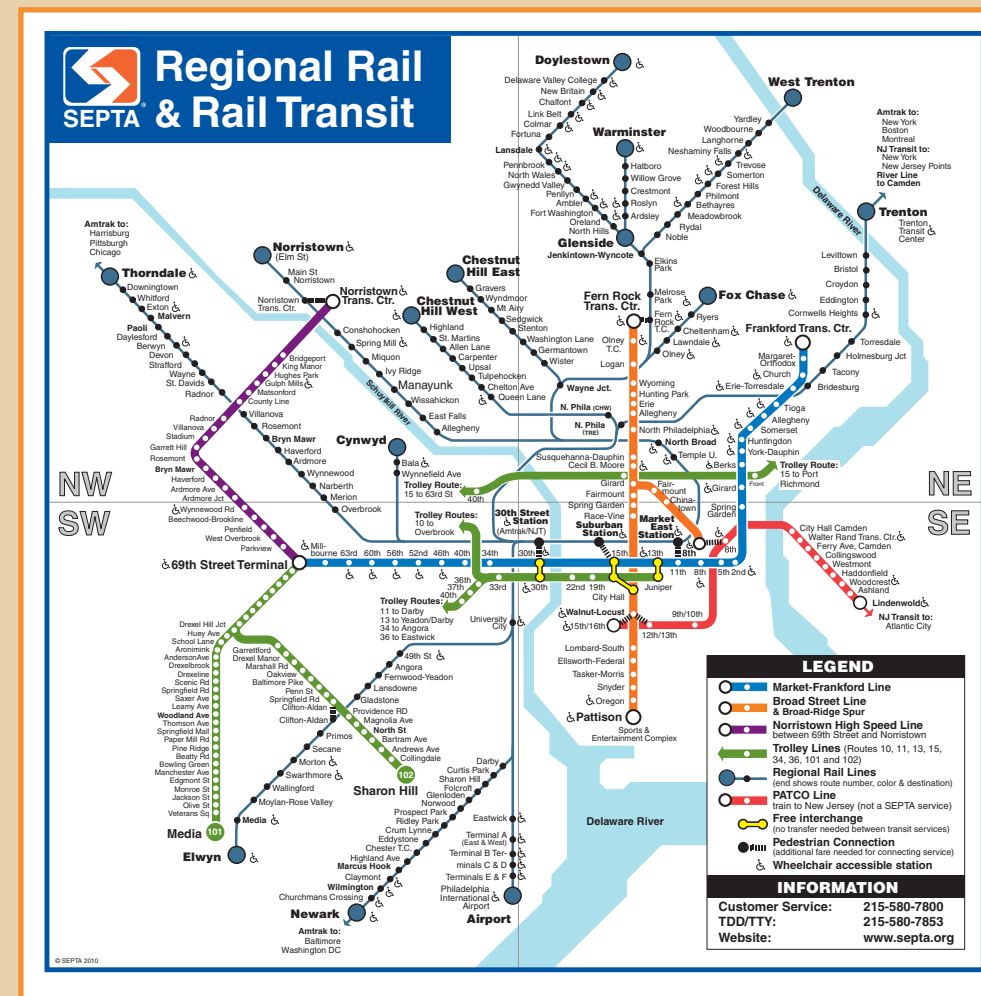 Regional Rail
& Rail Transit
SEPTA
Doylestown
Delaware Valley College
New Britain
Chalfont
Link Belt
Colmar
Fortuna
Lansdale
Pennbrook
North Wales
Gwynedd Valley
Penllyn
Ambler
Fort Washington
Oreland
North Hills
Glenside
Jenkintown-Wyncote
Warminster
Hatboro
Willow Grove
Crestmont
Roslyn
Ardsley
West Trenton
Yardley
Woodbourne
Langhorne
Neshaminy Falls
Trevose
Somerton
Forest Hills
Philmont
Bethayres
Meadowbrook
Rydal
Noble
Elkins
Park
Melrose
Park
Fern
Rock
T.C.
Amtrak to:
New York
Boston
Montreal
NJ Transit to:
New York
New Jersey Points
River Line
to Camden
Delaware River
Trenton
Trenton
Transit
Center
Levittown
Bristol
Croydon
Eddington
Cornwells Heights
Torresdale
Holmesburg Jct
Tacony
Bridesburg
Amtrak to:
Harrisburg
Pittsburgh
Chicago
Thorndale
Downingtown
Whitford
Exton
Malvern
Paoli
Daylesford
Berwyn
Devon
Strafford
Wayne
St. Davids
Radnor
Villanova
Rosemont
Bryn Mawr
Haverford
Ardmore
Wynnewood
Narberth
Merion
Overbrook
Norristown
(Elm St)
Main St
Norristown
Norristown
Trans. Ctr.
Norristown
Trans. Ctr.
Conshohocken
Spring Mill
Miquon
Ivy Ridge
Manayunk
Wissahickon
East Falls
Allegheny
Schuylkill River
Chestnut
Hill East
Gravers
Wyndmoor
Mt Airy
Sedgwick
Stenton
Washington Lane
Germantown
Wister
Wayne Jct.
Chestnut
Hill West
Highland
St. Martins
Allen Lane
Carpenter
Upsal
Tulpehocken
Chelton Ave
Queen Lane
N. Phila (CHW)
N. Phila
(TRE)
Fern Rock
Trans. Ctr.
Olney
T.C.
Logan
Wyoming
Hunting Park
Erie
Allegheny
North Philadelphia
North Broad
Temple U.
Susquehanna-Dauphin
Cecil B. Moore
Girard
Fairmount
Spring Garden
Race-Vine
Fair-
mount
China-
town
Fox Chase
Ryers
Cheltenham
Lawndale
Olney
Frankford Trans. Ctr.
Margaret-
Orthodox
Church
Erie-Torresdale
Tioga
Allegheny
Somerset
Huntingdon
York-Dauphin
Berks
Girard
Spring
Garden
Front
Trolley Route:
15 to Port
Richmond
Cynwyd
Bala
Wynnefield Ave
Trolley Route:
15 to 63rd St
40th
Trolley Routes:
10 to
Overbrook
NW
SW
NE
SE
Bridgeport
King Manor
Hughes Park
Gulph Mills
Matsonford
County Line
Radnor
Villanova
Stadium
Garrett Hill
Rosemont
Bryn Mawr
Haverford
Ardmore Ave
Ardmore Jct
Wynnewood Rd
Beechwood-Brookline
Penfield
West Overbrook
Parkview
69th Street Terminal
Mill-
bourne
63rd
60th
56th
52nd
46th
40th
34th
30th
15th
13th
11th
8th
8th
8th
5th
2nd
30th Street
Station
(Amtrak/NJT)
Suburban
Station
Market
East
Station
36th
37th
40th
33rd
30th
22nd
19th
City Hall
Juniper
Trolley Routes:
11 to Darby
13 to Yeadon/Darby
34 to Angora
36 to Eastwick
University
City
Walnut-Locust
15th/16th
12th/13th
9th/10th
Lombard-South
Ellsworth-Federal
Tasker-Morris
Snyder
Oregon
Pattison
Sports &
Entertainment Complex
City Hall Camden
Walter Rand Trans. Ctr.
Ferry Ave, Camden
Collingswood
Westmont
Haddonfield
Woodcrest
Ashland
Lindenwold
NJ Transit to:
Atlantic City
Drexel Hill Jct
Huey Ave
School Lane
Aronimink
AndersonAve
Drexelbrook
Drexeline
Scenic Rd
Springfield Rd
Saxer Ave
Leamy Ave
Woodland Ave
Thomson Ave
Springfield Mall
Paper Mill Rd
Pine Ridge
Beatty Rd
Bowling Green
Manchester Ave
Edgmont St
Monroe St
Jackson St
Olive St
Veterans Sq
Media
101
Garrettford
Drexel Manor
Marshall Rd
Oakview
Baltimore Pike
Penn St
Springfield Rd
Clifton-Aldan
Providence RD
Magnolia Ave
North St
Bartram Ave
Andrews Ave
Collingdale
102
Sharon Hill
49th St
Angora
Fernwood-Yeadon
Lansdowne
Gladstone
Clifton-Aldan
Primos
Secane
Morton
Swarthmore
Wallingford
Moylan-Rose Valley
Media
Elwyn
Darby
Curtis Park
Sharon Hill
Folcroft
Glenloden
Norwood
Prospect Park
Ridley Park
Crum Lynne
Eddystone
Chester T.C.
Highland Ave
Marcus Hook
Claymont
Wilmington
Churchmans Crossing
Newark
Amtrak to:
Baltimore
Washington DC
Eastwick
Terminal A
(East & West)
Terminal B Ter-
minals C & D
Terminals E & F
Philadelphia
International
Airport
Airport
Delaware River
LEGEND
Market-Frankford Line
Broad Street Line
& Broad-Ridge Spur
Norristown High Speed Line
between 69th Street and Norristown
Trolley Lines (Routes 10, 11, 13, 15,
34, 36, 101 and 102)
Regional Rail Lines
(end shows route number, color & destination)
PATCO Line
train to New Jersey (not a SEPTA service)
Free interchange
(no transfer needed between transit services)
Pedestrian Connection
(additional fare needed for connecting service)
Wheelchair accessible station
INFORMATION
Customer Service: 215-580-7800
TDD/TTY: 215-580-7853
Website: www.septa.org
© SEPTA 2010